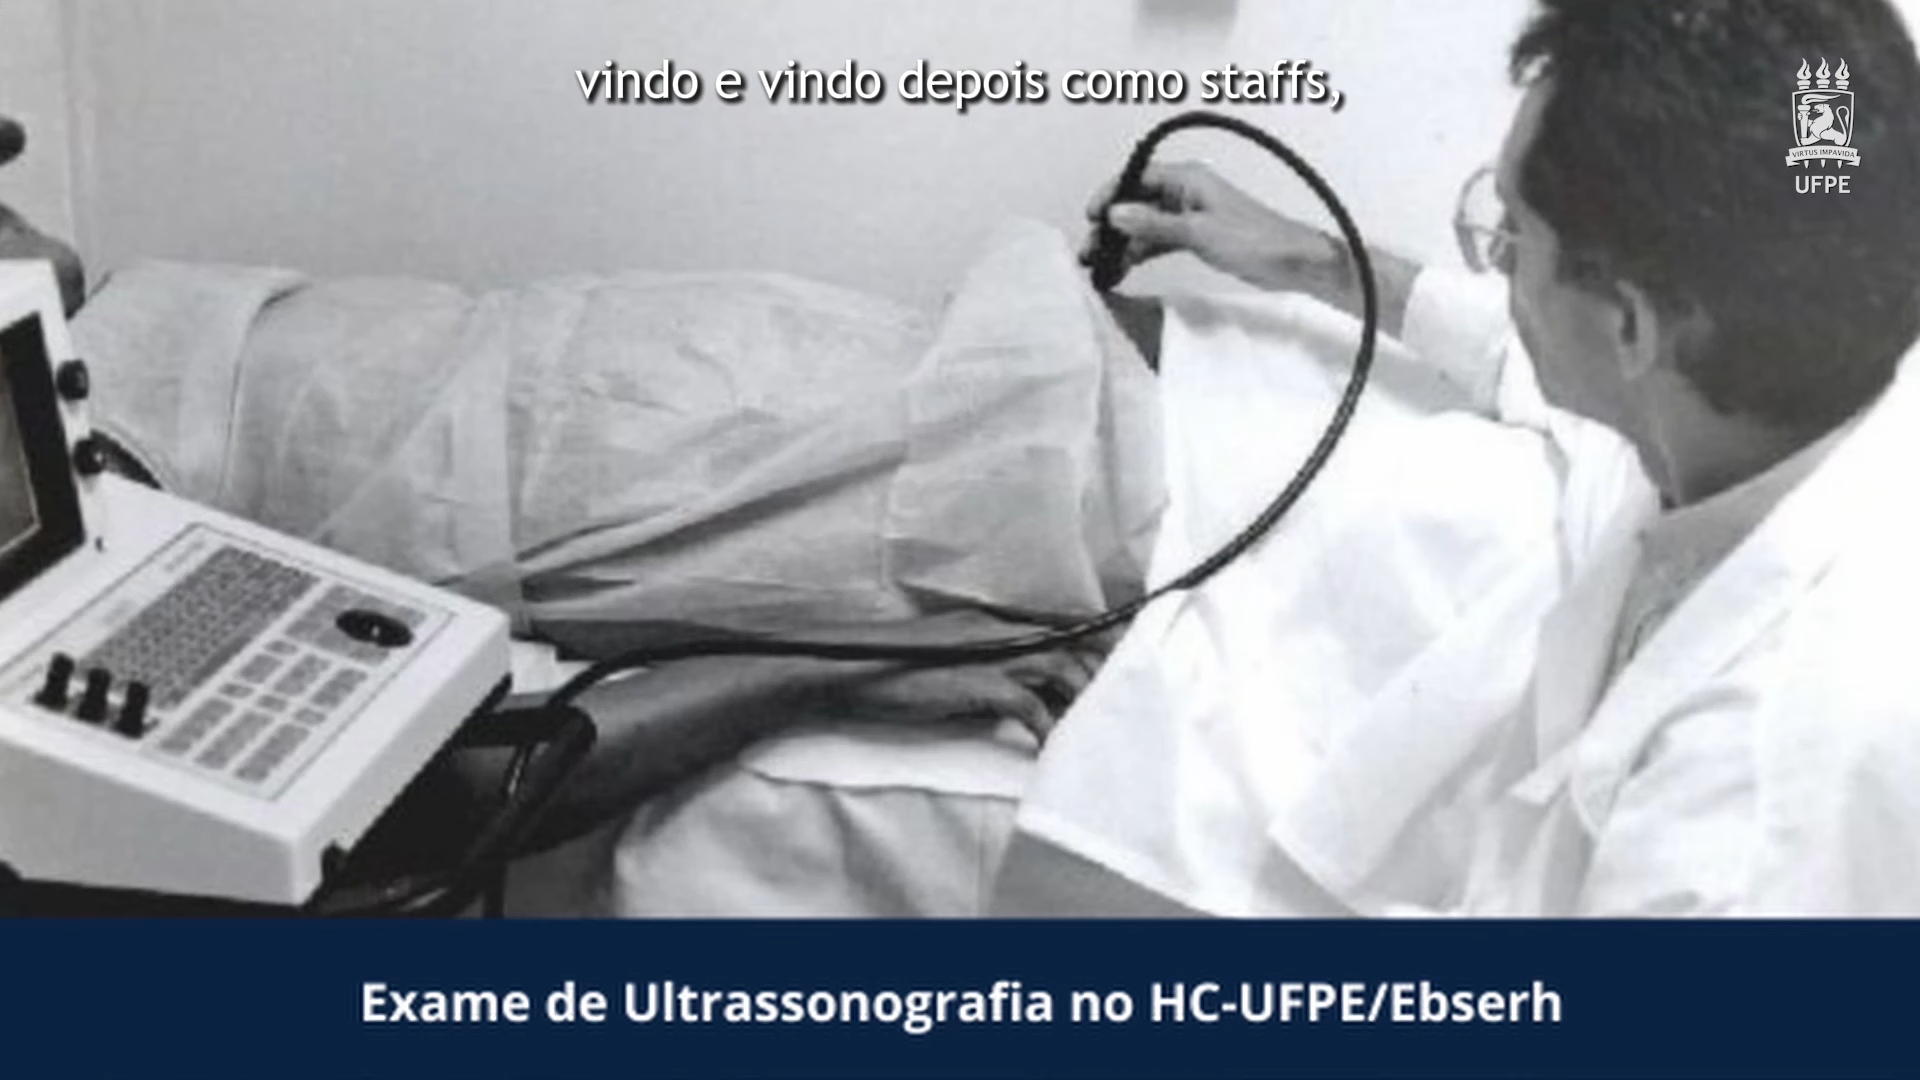 vindo e vindo depois como staffs,
VIRTUS IMPAVIDA
UFPE
Exame de Ultrassonografia no HC-UFPE/Ebserh